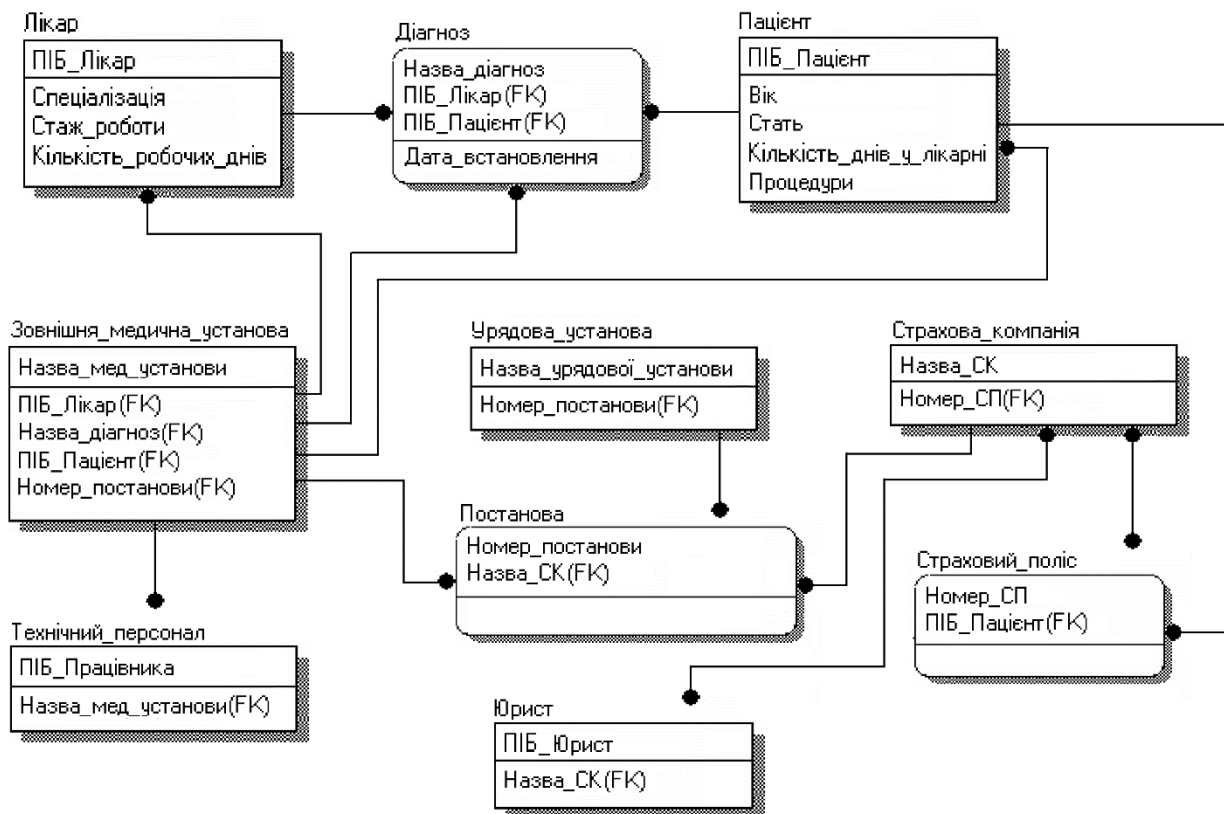 Лікар
ПІБ_Лікар
Спеціалізація
Стаж_роботи
Кількість_робочих_днів
Діагноз
Назва_діагноз
ПІБ_Лікар(FK)
ПІБ_Пацієнт(FK)
Дата_встановлення
Пацієнт
ПІБ_Пацієнт
Вік
Стать
Кількість_днів_у_лікарні
Процедури
Зовнішня_медична_установа
Назва_мед_установи
ПІБ_Лікар(FK)
Назва_діагноз(FK)
ПІБ_Пацієнт(FK)
Номер_постанови(FK)
Урядова_установа
Назва_урядової_установи
Номер_постанови(FK)
Страхова_компанія
Назва_СК
Номер_СП(FK)
Постанова
Номер_постанови
Назва_СК(FK)
Страховий_поліс
Номер_СП
ПІБ_Пацієнт(FK)
Технічний_персонал
ПІБ_Працівника
Назва_мед_установи(FK)
Юрист
ПІБ_Юрист
Назва_СК(FK)